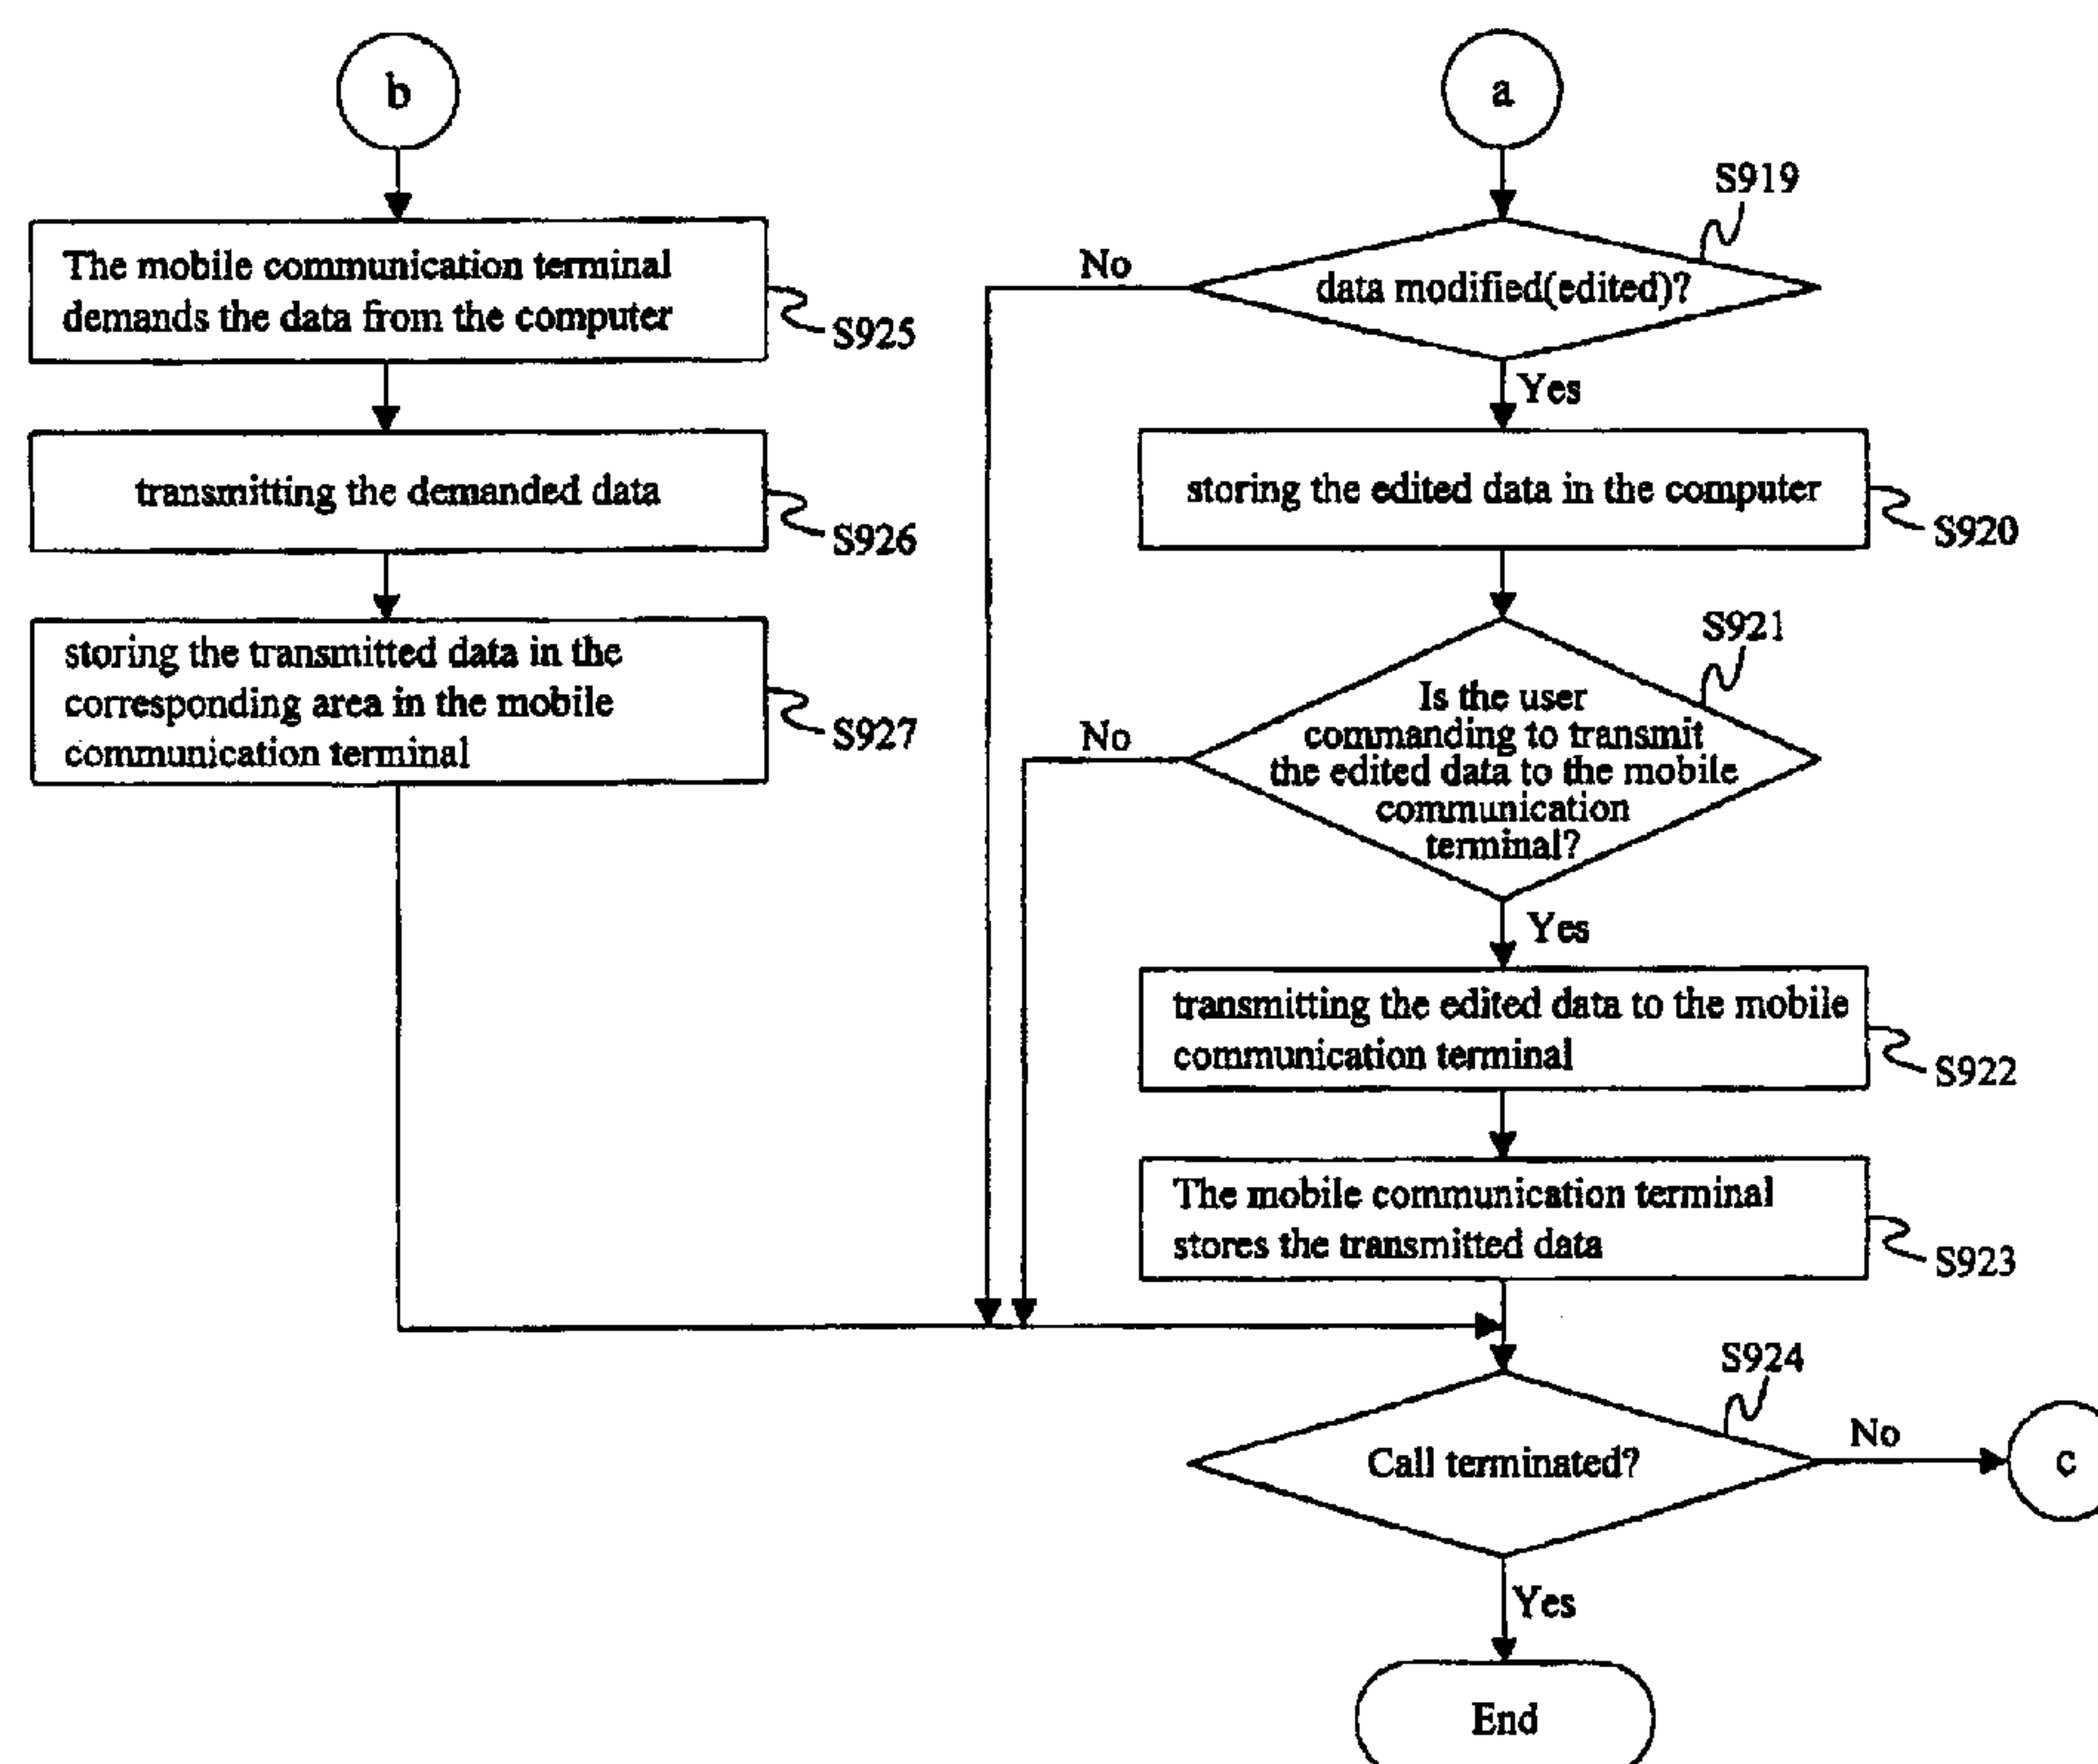 b
The mobile communication terminal
demands the data from the computer
S925
transmitting the demanded data
S926
storing the transmitted data in the
corresponding area in the mobile
communication terminal
S927
a
S919
data modified(edited)?
No
Yes
storing the edited data in the computer
S920
S921
Is the user
commanding to transmit
the edited data to the mobile
communication
terminal?
No
Yes
transmitting the edited data to the mobile
communication terminal
S922
The mobile communication terminal
stores the transmitted data
S923
S924
Call terminated?
No
c
Yes
End